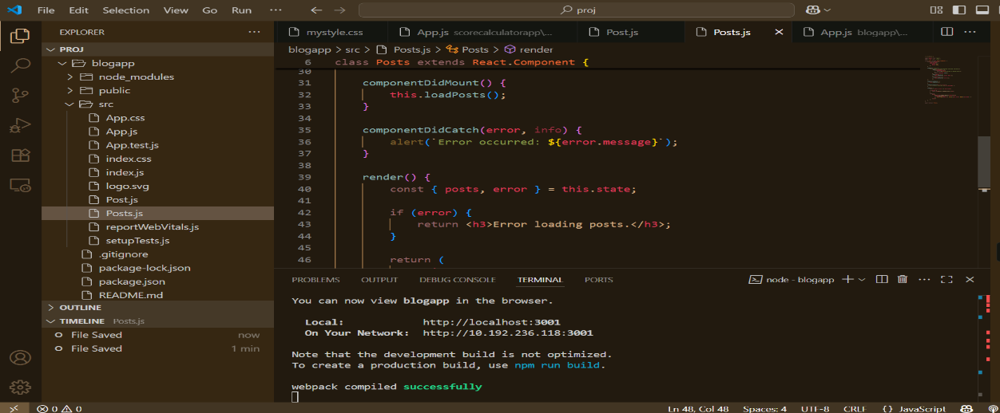 File Edit Selection View Go Run ··· proj
EXPLORER ···
PROJ
blogapp
node_modules
public
src
App.css
App.js
App.test.js
index.css
index.js
logo.svg
Post.js
Posts.js
reportWebVitals.js
setupTests.js
.gitignore
package-lock.json
package.json
README.md
OUTLINE
TIMELINE Posts.js
File Saved now
File Saved 1 min
mystyle.css App.js scorecalculatorapp\... Post.js Posts.js App.js blogapp\... ···
blogapp > src > Posts.js > Posts > render
6 class Posts extends React.Component {
30
31 componentDidMount() {
32 this.loadPosts();
33 }
34
35 componentDidCatch(error, info) {
36 alert(`Error occurred: ${error.message}`);
37 }
38
39 render() {
40 const { posts, error } = this.state;
41
42 if (error) {
43 return <h3>Error loading posts.</h3>;
44 }
45
46 return (
PROBLEMS OUTPUT DEBUG CONSOLE TERMINAL PORTS node - blogapp ···
You can now view blogapp in the browser.
Local: http://localhost:3001
On Your Network: http://10.192.236.118:3001
Note that the development build is not optimized.
To create a production build, use npm run build.
webpack compiled successfully
0 0 Ln 48, Col 48 Spaces: 4 UTF-8 CRLF {} JavaScript